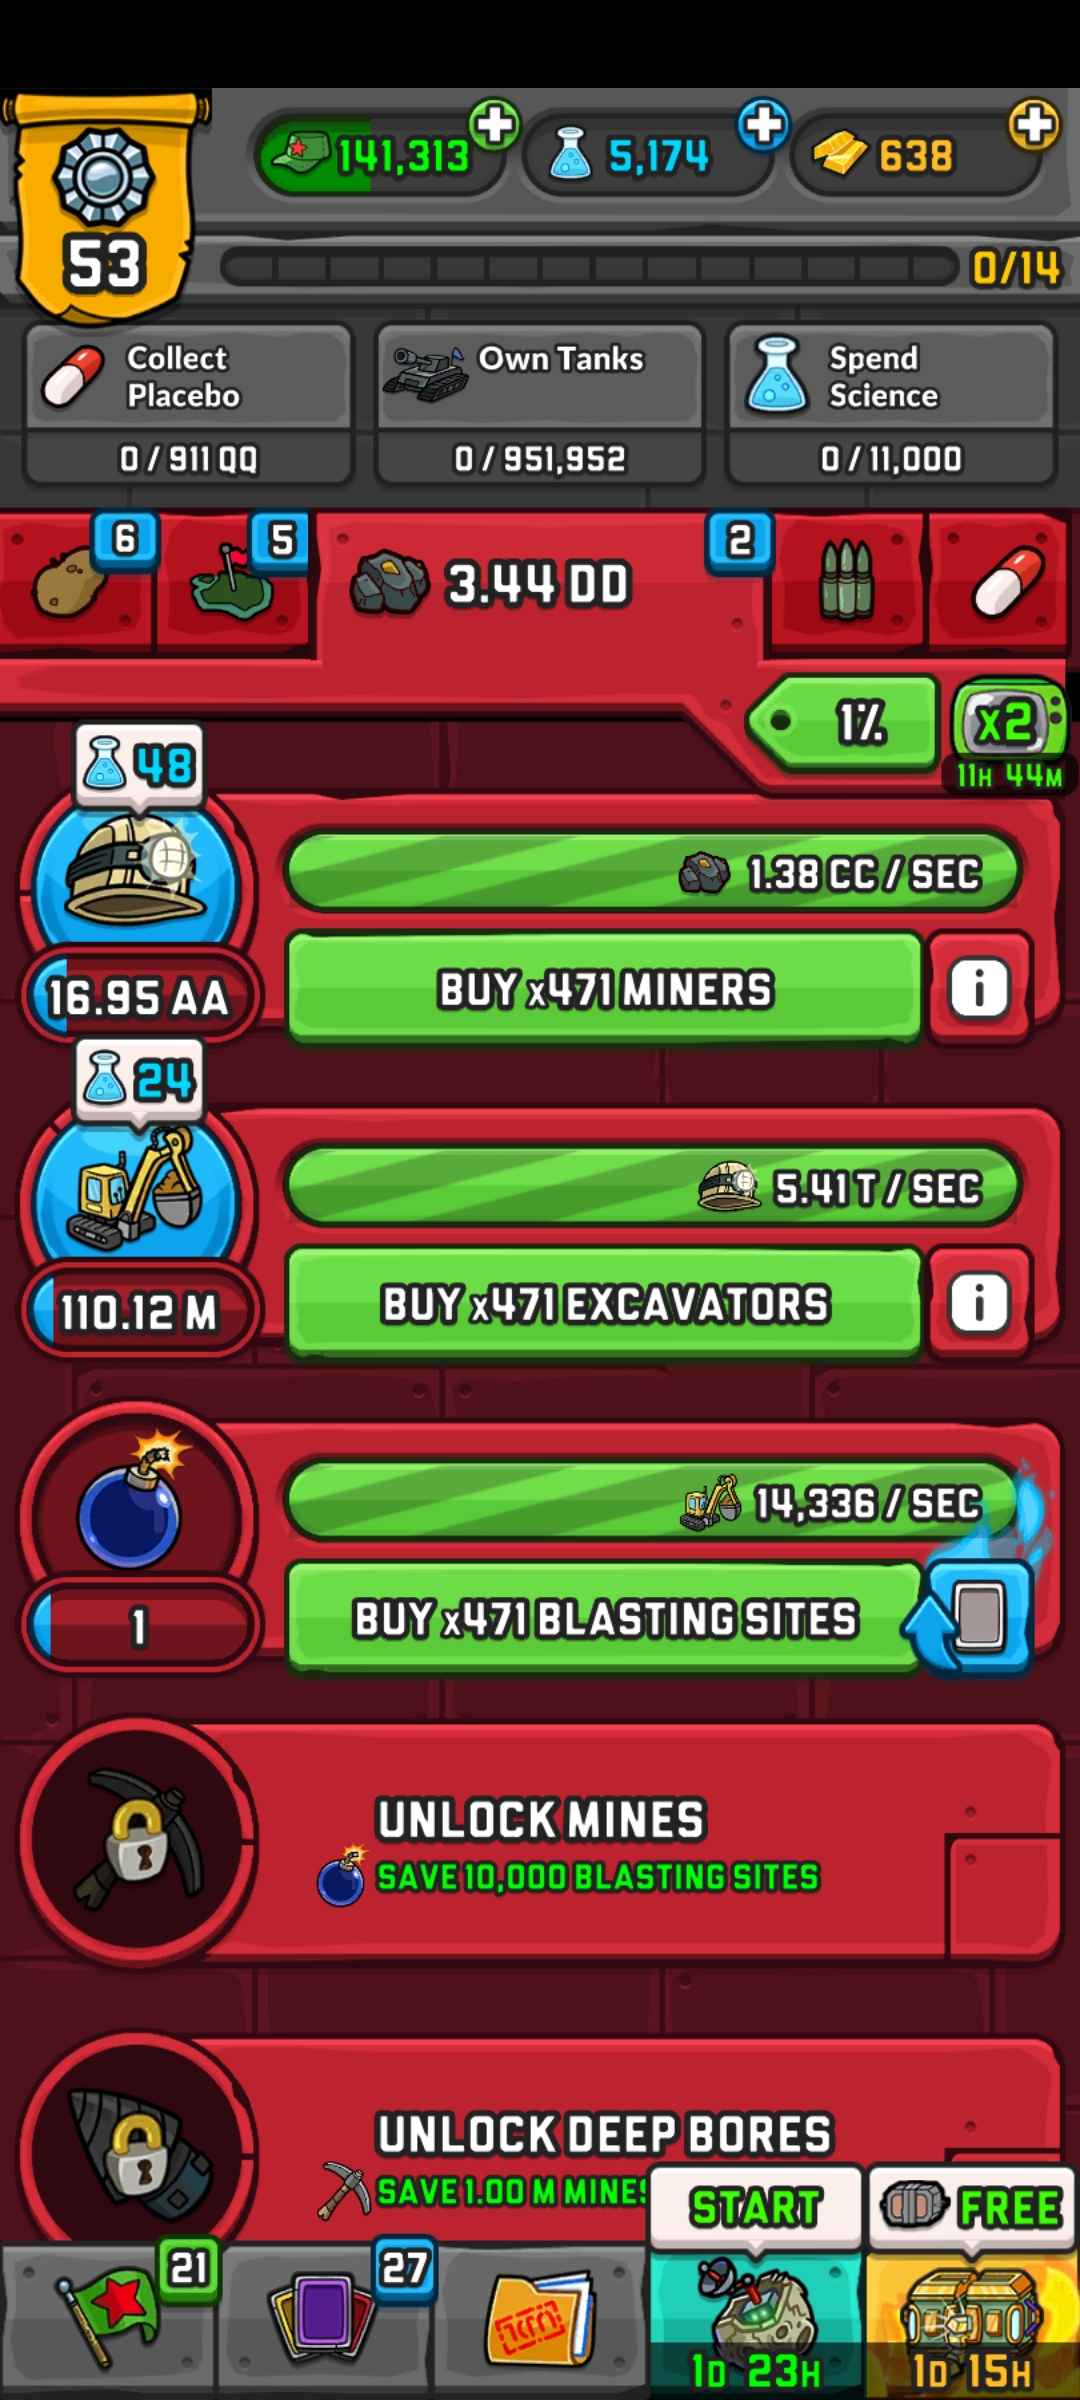 141,313
5,174
638
53
0/14
Collect
Placebo
0 / 911 QQ
Own Tanks
0 / 951,952
Spend
Science
0 / 11,000
6
5
3.44 DD
2
1%
x2
11H 44M
48
1.38 CC / SEC
16.95 AA
BUY x471 MINERS
i
24
5.41 T / SEC
110.12 M
BUY x471 EXCAVATORS
i
14,336 / SEC
1
BUY x471 BLASTING SITES
UNLOCK MINES
SAVE 10,000 BLASTING SITES
UNLOCK DEEP BORES
SAVE 1.00 M MINES
START
FREE
21
27
1D 23H
1D 15H